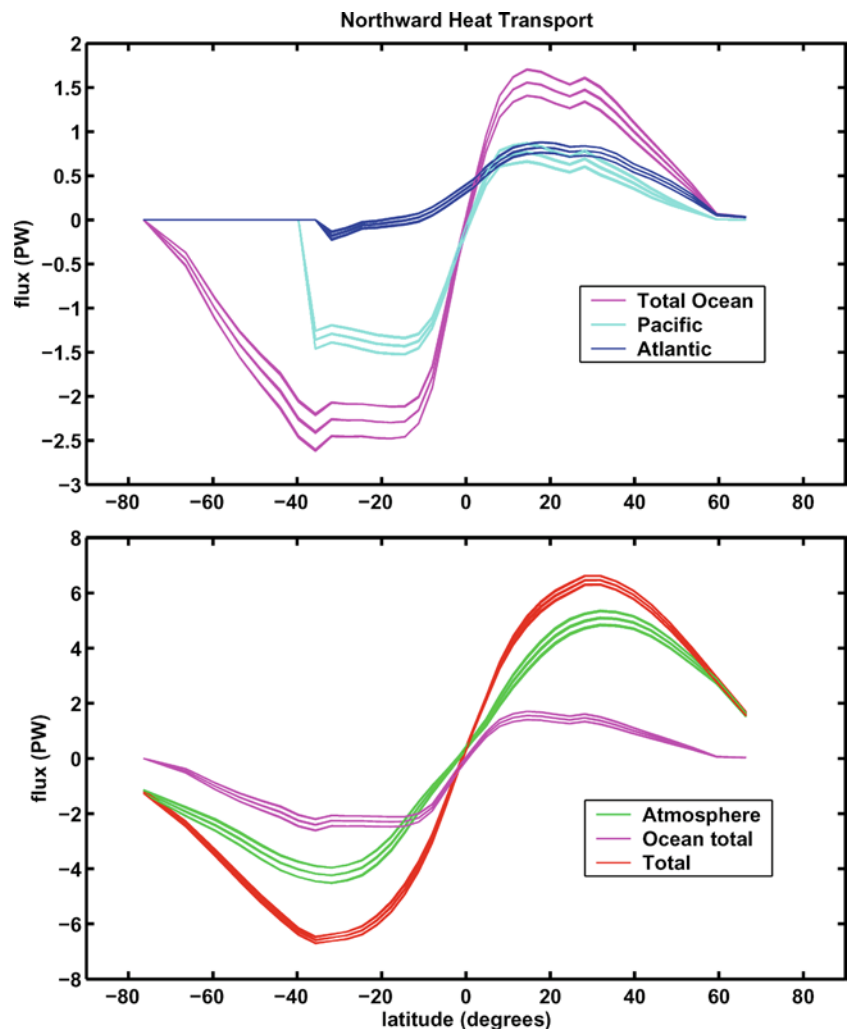 Northward Heat Transport
2
1.5
1
0.5
0
−0.5
−1
−1.5
−2
−2.5
−3
flux (PW)
Total Ocean
Pacific
Atlantic
−80 −60 −40 −20 0 20 40 60 80
8
6
4
2
0
−2
−4
−6
−8
flux (PW)
Atmosphere
Ocean total
Total
−80 −60 −40 −20 0 20 40 60 80
latitude (degrees)